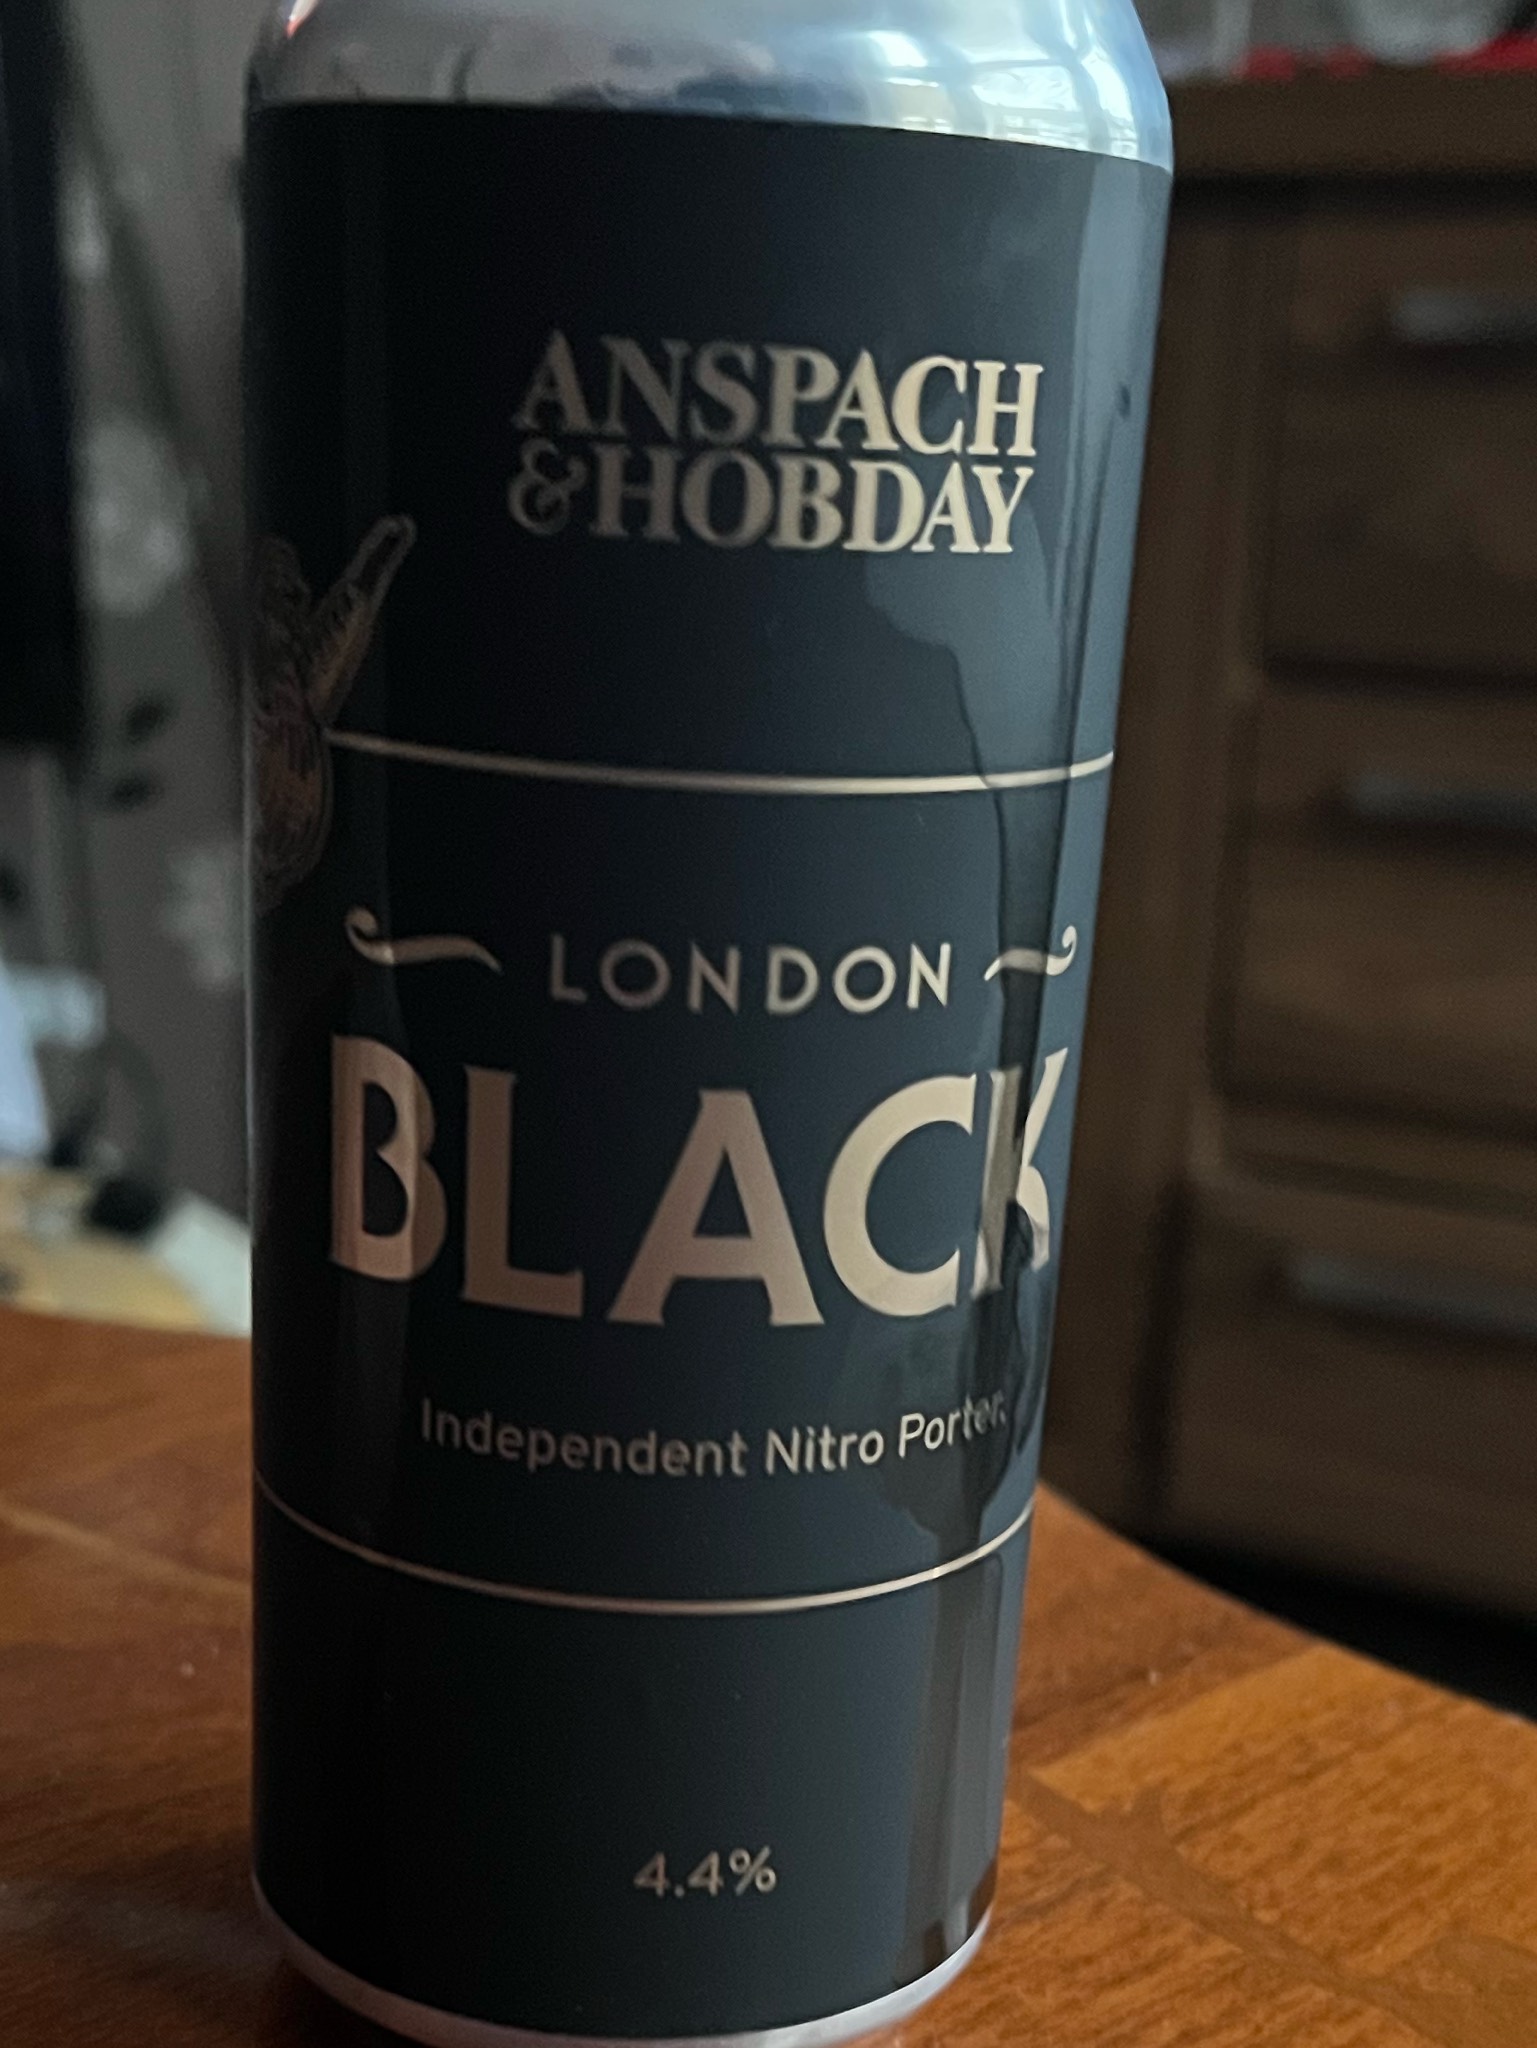 ANSPACH
&HOBDAY
LONDON
BLACK
Independent Nitro Porter.
4.4%